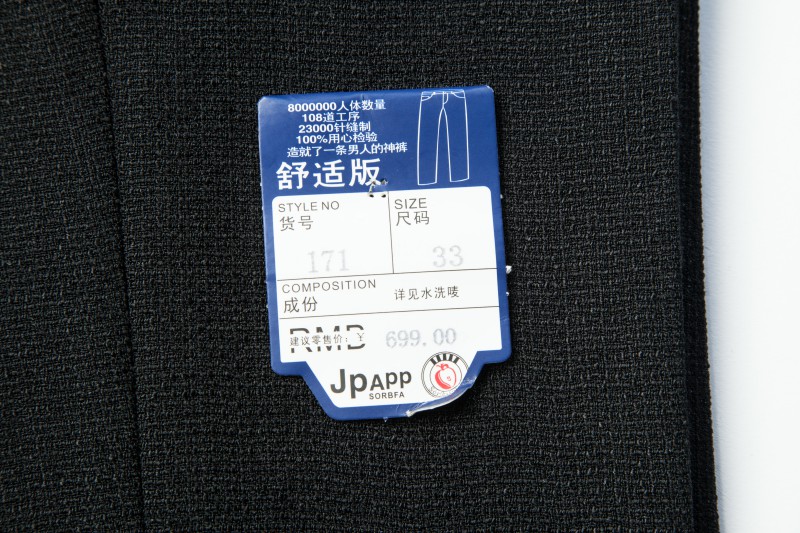 8000000人体数量
108道工序
23000针缝制
100%用心检验
造就了一条男人的神裤
舒适版
STYLE NO
货号
171
SIZE
尺码
33
COMPOSITION
成份
详见水洗唛
RMB
建议零售价:¥
699.00
JPAPP
SORBFA